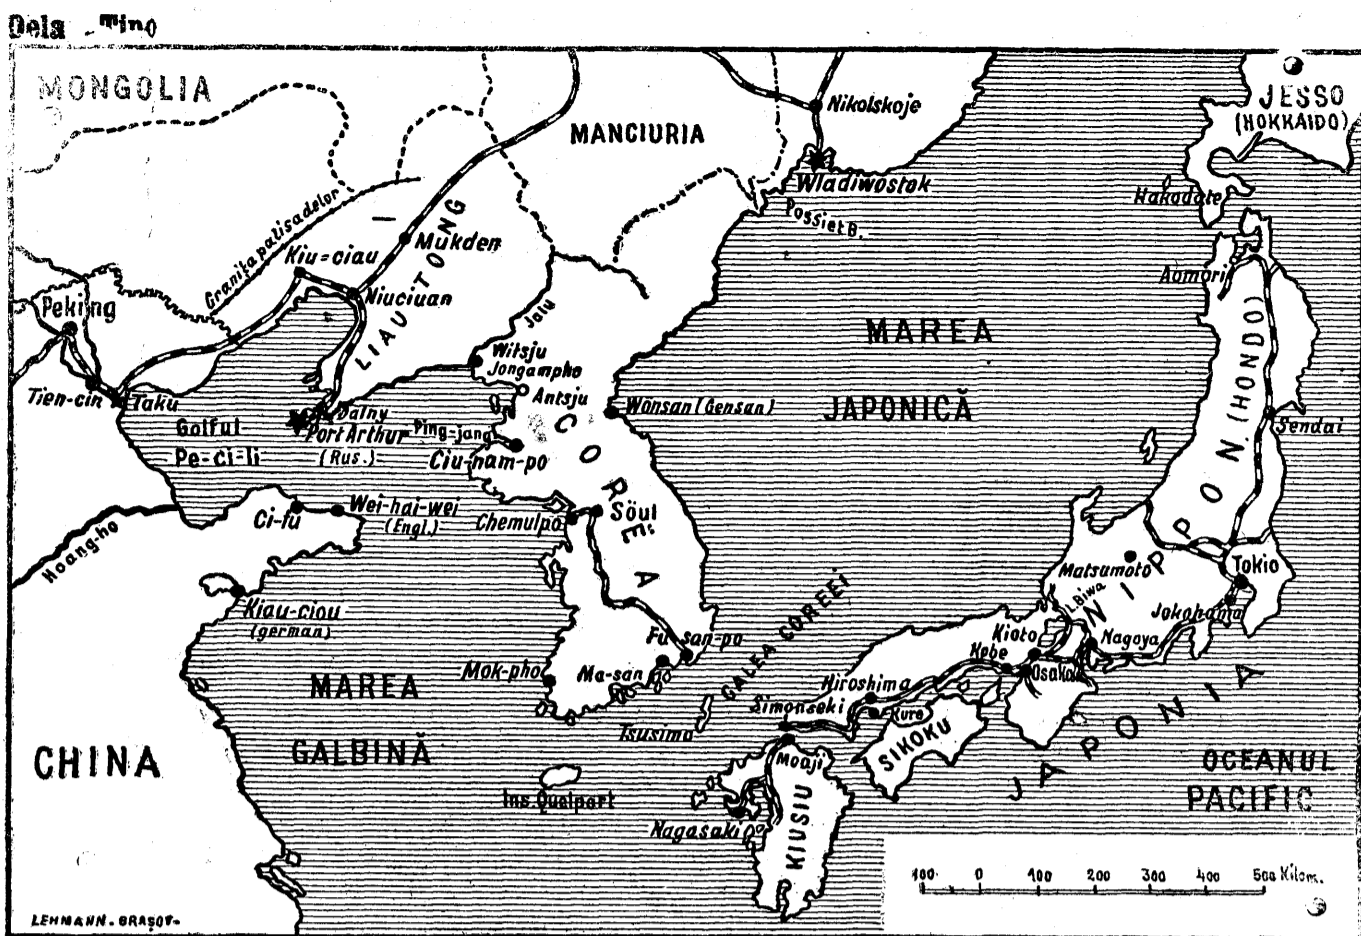 Dela
MONGOLIA
MANCIURIA
Nikolskoje
Wladiwostok
Possiet B.
JESSO
(HOKKAIDO)
Hakodate
Aomori
Granița palisadelor
Kiu=ciau
Mukden
Niuciuan
LIAUTTONG
Peking
Tien-cin
Taku
Golful
Pe-ci-li
Dalny
Port Arthur
(Rus.)
Jalu
Witsju
Jongampho
Antsju
Ping=jang
Ciu-nam-po
Wönsan (Gensan)
COREEA
MAREA
JAPONICĂ
NIPPON. (HONDO)
Sendai
Hoang-ho
Ci-fu
Wei-hai-wei
(Engl.)
Chemulpo
Söul
Kiau-ciou
(german)
Fu san-po
Ma-san
Mok-pho
CALEA COREEI
Tsusima
Matsumoto
Tokio
L. Biwa
Jokohama
Kioto
Nagoya
Kobe
Osaka
Hiroshima
Kure
Simonseki
SIKOKU
Moaji
KIUSIU
Nagasaki
JAPONIA
MAREA
GALBINĂ
CHINA
Ins. Quelpart
OCEANUL
PACIFIC
100 0 100 200 300 400 500 Kilom.
LEHMANN-BRAȘOV-